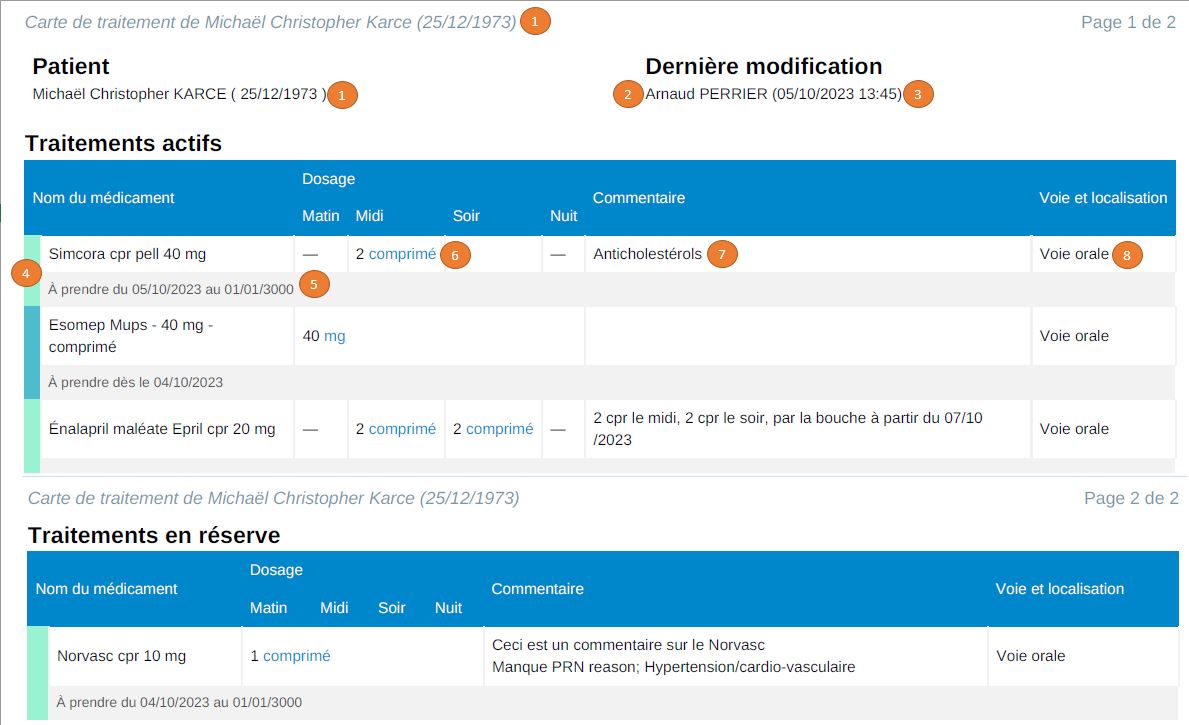 Carte de traitement de Michaël Christopher Karce (25/12/1973) 1 Page 1 de 2
Patient Dernière modification
Michaël Christopher KARCE ( 25/12/1973 ) 1 2 Arnaud PERRIER (05/10/2023 13:45) 3
Traitements actifs
Dosage
Nom du médicament Commentaire Voie et localisation
Matin Midi Soir Nuit
Simcora cpr pell 40 mg — 2 comprimé 6 — Anticholestérols 7 Voie orale 8
4
À prendre du 05/10/2023 au 01/01/3000 5
Esomep Mups - 40 mg -
comprimé
40 mg Voie orale
À prendre dès le 04/10/2023
Énalapril maléate Epril cpr 20 mg — 2 comprimé 2 comprimé —
2 cpr le midi, 2 cpr le soir, par la bouche à partir du 07/10
/2023
Voie orale
Carte de traitement de Michaël Christopher Karce (25/12/1973) Page 2 de 2
Traitements en réserve
Dosage
Nom du médicament Commentaire Voie et localisation
Matin Midi Soir Nuit
Norvasc cpr 10 mg 1 comprimé
Ceci est un commentaire sur le Norvasc
Manque PRN reason; Hypertension/cardio-vasculaire
Voie orale
À prendre du 04/10/2023 au 01/01/3000